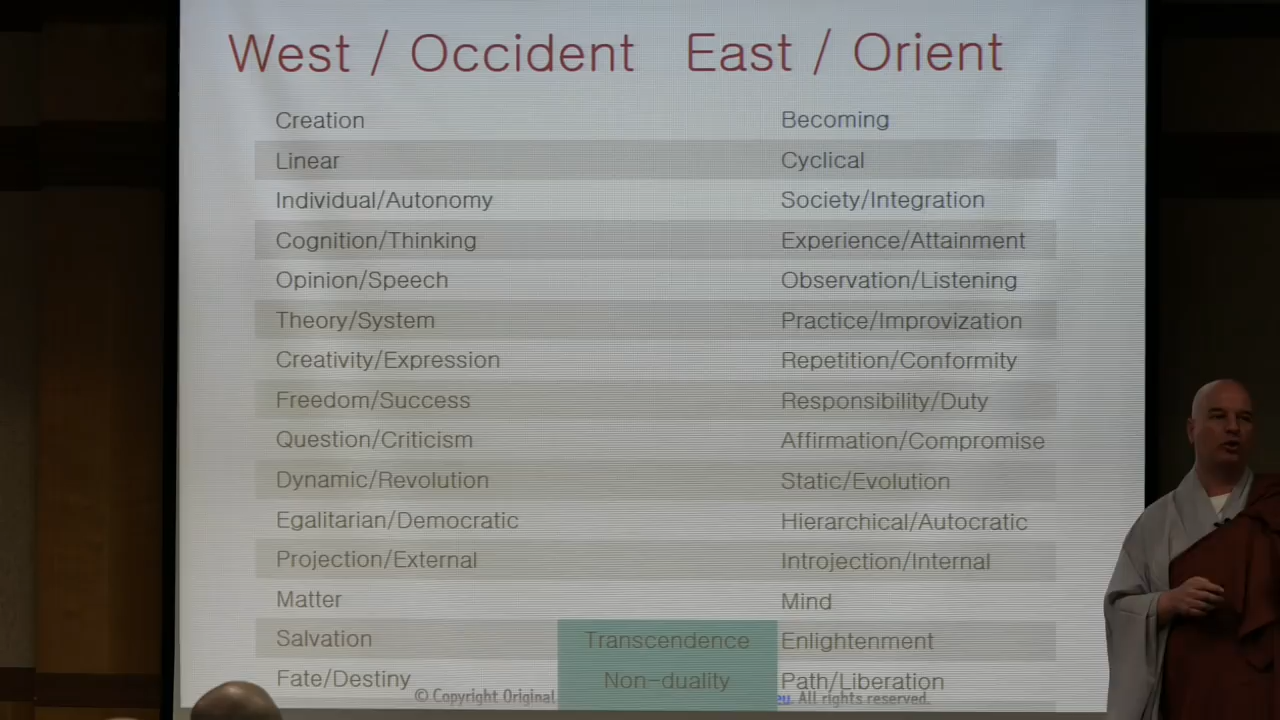 West / Occident East / Orient
Creation Becoming
Linear Cyclical
Individual/Autonomy Society/Integration
Cognition/Thinking Experience/Attainment
Opinion/Speech Observation/Listening
Theory/System Practice/Improvization
Creativity/Expression Repetition/Conformity
Freedom/Success Responsibility/Duty
Question/Criticism Affirmation/Compromise
Dynamic/Revolution Static/Evolution
Egalitarian/Democratic Hierarchical/Autocratic
Projection/External Introjection/Internal
Matter Mind
Salvation Transcendence Enlightenment
Fate/Destiny Non-duality Path/Liberation
© Copyright Original eu. All rights reserved.